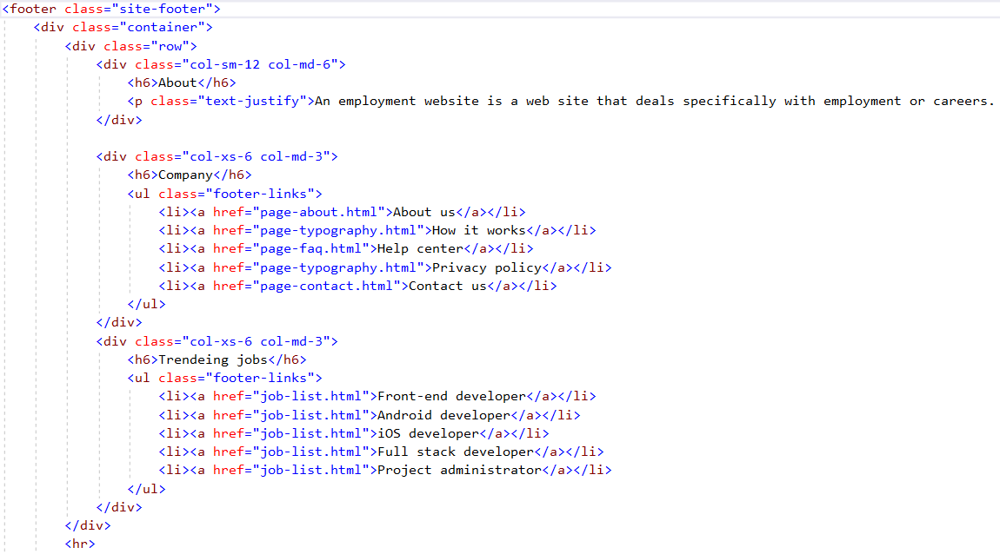 <footer class="site-footer">
    <div class="container">
        <div class="row">
            <div class="col-sm-12 col-md-6">
                <h6>About</h6>
                <p class="text-justify">An employment website is a web site that deals specifically with employment or careers.
            </div>

            <div class="col-xs-6 col-md-3">
                <h6>Company</h6>
                <ul class="footer-links">
                    <li><a href="page-about.html">About us</a></li>
                    <li><a href="page-typography.html">How it works</a></li>
                    <li><a href="page-faq.html">Help center</a></li>
                    <li><a href="page-typography.html">Privacy policy</a></li>
                    <li><a href="page-contact.html">Contact us</a></li>
                </ul>
            </div>
            <div class="col-xs-6 col-md-3">
                <h6>Trendeing jobs</h6>
                <ul class="footer-links">
                    <li><a href="job-list.html">Front-end developer</a></li>
                    <li><a href="job-list.html">Android developer</a></li>
                    <li><a href="job-list.html">iOS developer</a></li>
                    <li><a href="job-list.html">Full stack developer</a></li>
                    <li><a href="job-list.html">Project administrator</a></li>
                </ul>
            </div>
        </div>
        <hr>